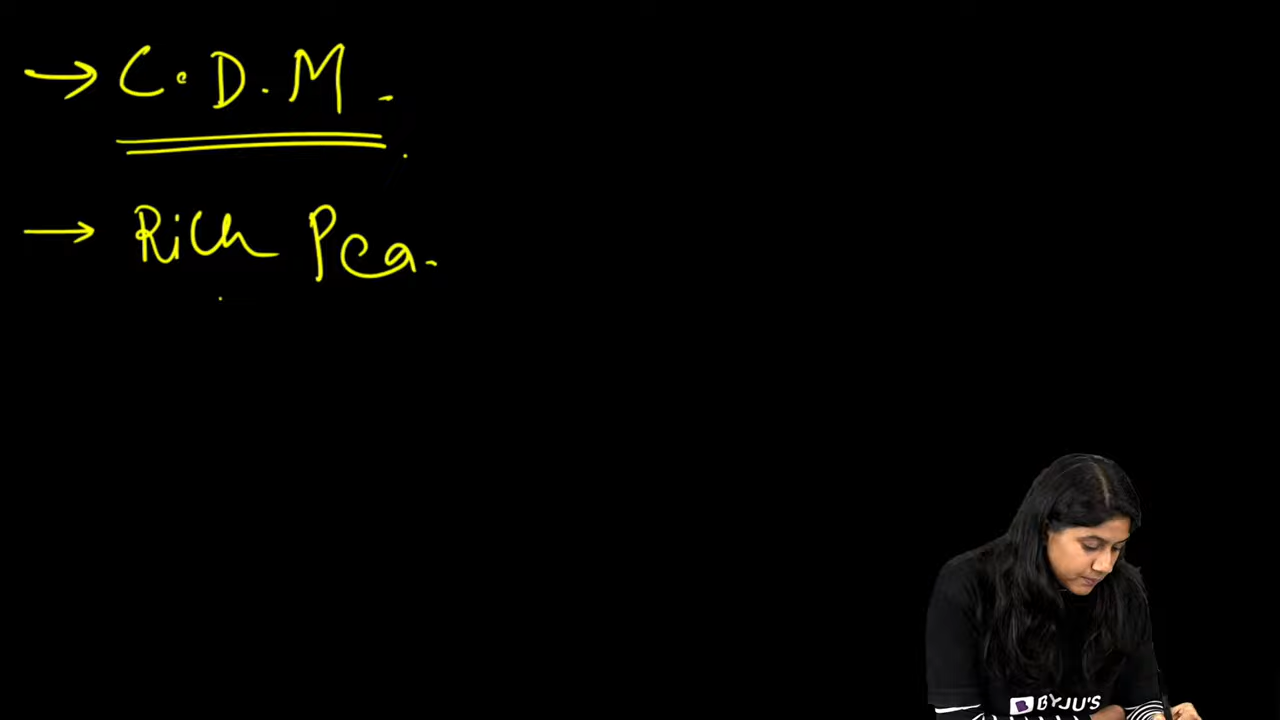 → C.D.M.
→ Rich Pea.
BYJU'S